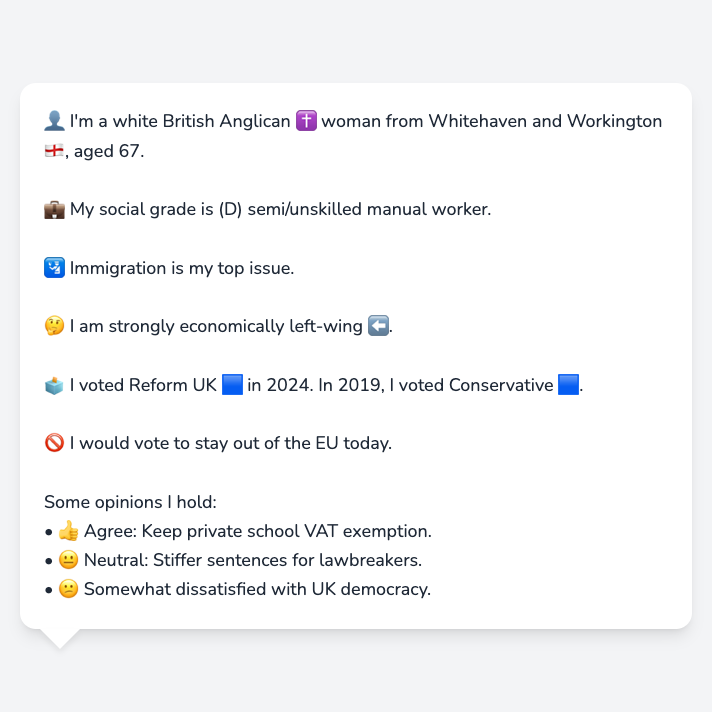 👤 I'm a white British Anglican ✝️ woman from Whitehaven and Workington
🏴󠁧󠁢󠁥󠁮󠁧󠁿, aged 67.
💼 My social grade is (D) semi/unskilled manual worker.
🛂 Immigration is my top issue.
🤔 I am strongly economically left-wing ⬅️.
🗳️ I voted Reform UK 🟦 in 2024. In 2019, I voted Conservative 🟦.
🚫 I would vote to stay out of the EU today.
Some opinions I hold:
• 👍 Agree: Keep private school VAT exemption.
• 😐 Neutral: Stiffer sentences for lawbreakers.
• 😕 Somewhat dissatisfied with UK democracy.